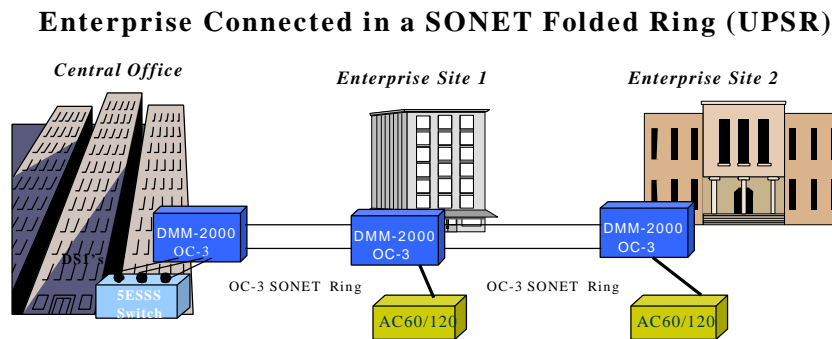 Enterprise Connected in a SONET Folded Ring (UPSR)
Central Office
Enterprise Site 1
Enterprise Site 2
DMM-2000
OC-3
DMM-2000
OC-3
DMM-2000
OC-3
DS1's
5ESSS
Switch
OC-3 SONET Ring
OC-3 SONET Ring
AC60/120
AC60/120